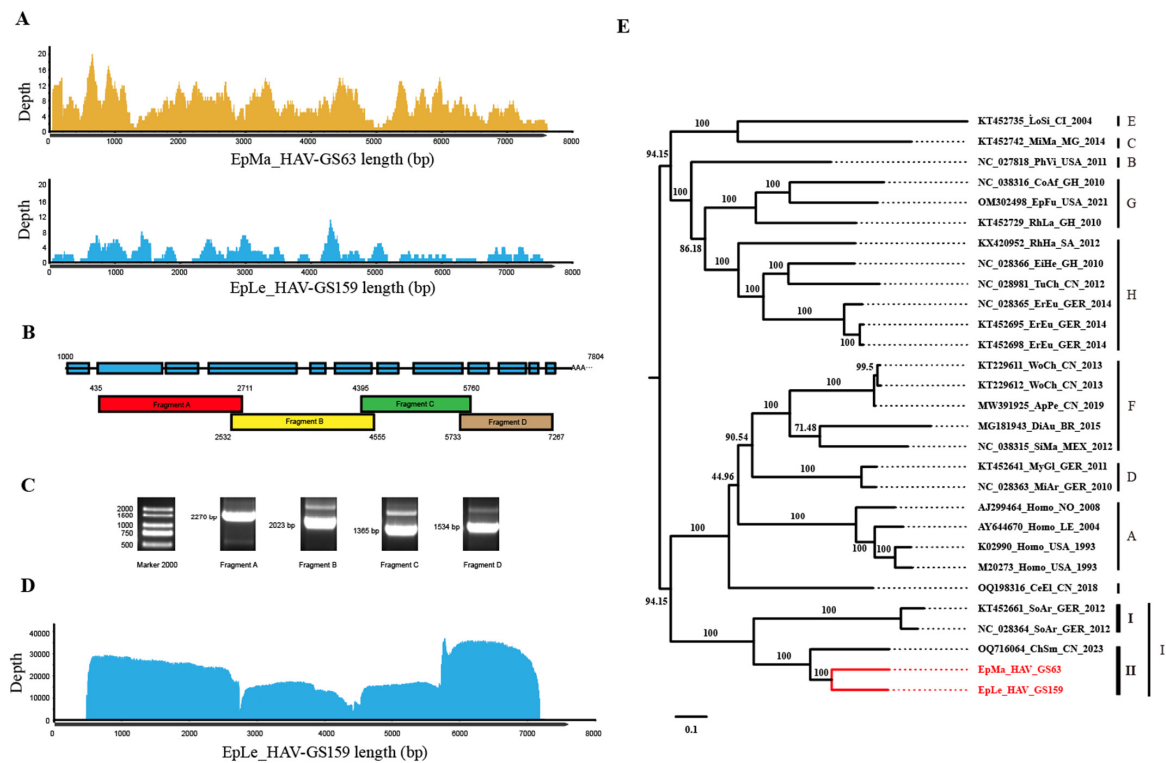 A
Depth
20
16
12
8
4
0
0
1000
2000
3000
4000
5000
6000
7000
8000
EpMa_HAV-GS63 length (bp)
Depth
20
16
12
8
4
0
0
1000
2000
3000
4000
5000
6000
7000
8000
EpLe_HAV-GS159 length (bp)
B
1000
7804
AAA···
435
2711
4395
5760
Fragment A
Fragment C
Fragment B
Fragment D
2532
4555
5733
7267
C
2000
1600
1000
750
500
2270 bp
2023 bp
1365 bp
1534 bp
Marker 2000
Fragment A
Fragment B
Fragment C
Fragment D
D
Depth
40000
35000
30000
25000
20000
15000
10000
5000
0
0
1000
2000
3000
4000
5000
6000
7000
8000
EpLe_HAV-GS159 length (bp)
E
KT452735_LoSi_CI_2004
KT452742_MiMa_MG_2014
NC_027818_PhVi_USA_2011
NC_038316_CoAf_GH_2010
OM302498_EpFu_USA_2021
KT452729_RhLa_GH_2010
KX420952_RhHa_SA_2012
NC_028366_EiHe_GH_2010
NC_028981_TuCh_CN_2012
NC_028365_ErEu_GER_2014
KT452695_ErEu_GER_2014
KT452698_ErEu_GER_2014
KT229611_WoCh_CN_2013
KT229612_WoCh_CN_2013
MW391925_ApPe_CN_2019
MG181943_DiAu_BR_2015
NC_038315_SiMa_MEX_2012
KT452641_MyGl_GER_2011
NC_028363_MiAr_GER_2010
AJ299464_Homo_NO_2008
AY644670_Homo_LE_2004
K02990_Homo_USA_1993
M20273_Homo_USA_1993
OQ198316_CeEl_CN_2018
KT452661_SoAr_GER_2012
NC_028364_SoAr_GER_2012
OQ716064_ChSm_CN_2023
EpMa_HAV_GS63
EpLe_HAV_GS159
E
C
B
G
H
F
D
A
I
II
I
94.15
100
100
100
100
100
86.18
100
100
100
100
100
99.5
100
100
71.48
90.54
100
44.96
100
100
100
100
100
94.15
100
100
100
100
0.1